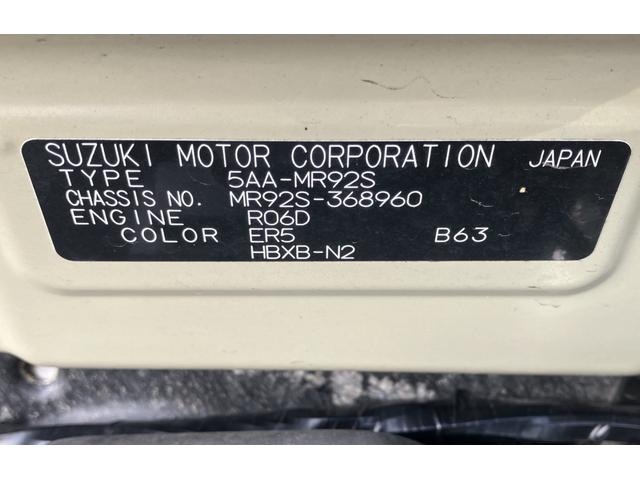 SUZUKI MOTOR CORPORATION JAPAN
TYPE 5AA-MR92S
CHASSIS NO. MR92S-368960
ENGINE R06D
COLOR ER5 B63
HBXB-N2